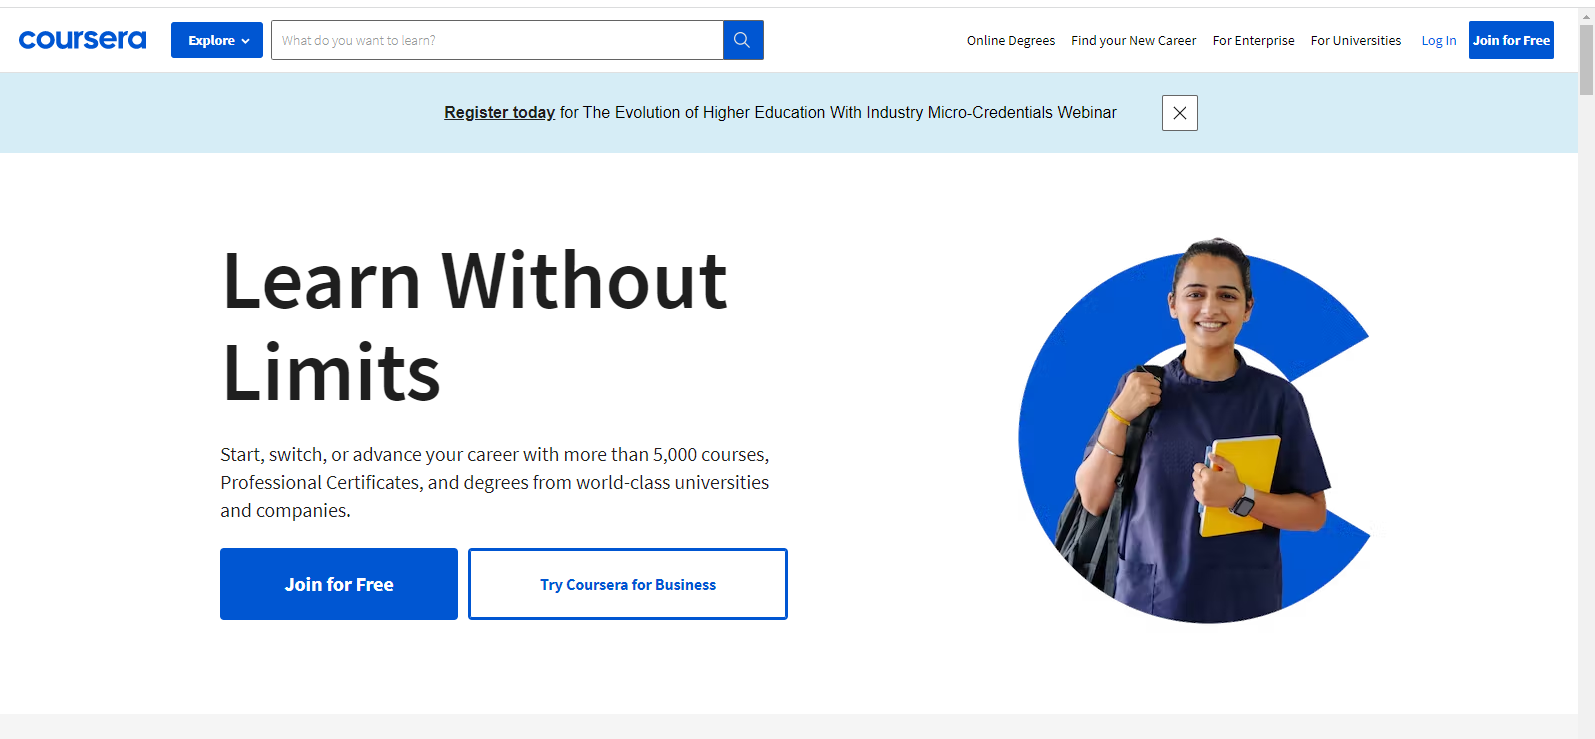 coursera
Explore
What do you want to learn?
Online Degrees
Find your New Career
For Enterprise
For Universities
Log In
Join for Free
Register today for The Evolution of Higher Education With Industry Micro-Credentials Webinar
Learn Without
Limits
Start, switch, or advance your career with more than 5,000 courses,
Professional Certificates, and degrees from world-class universities
and companies.
Join for Free
Try Coursera for Business